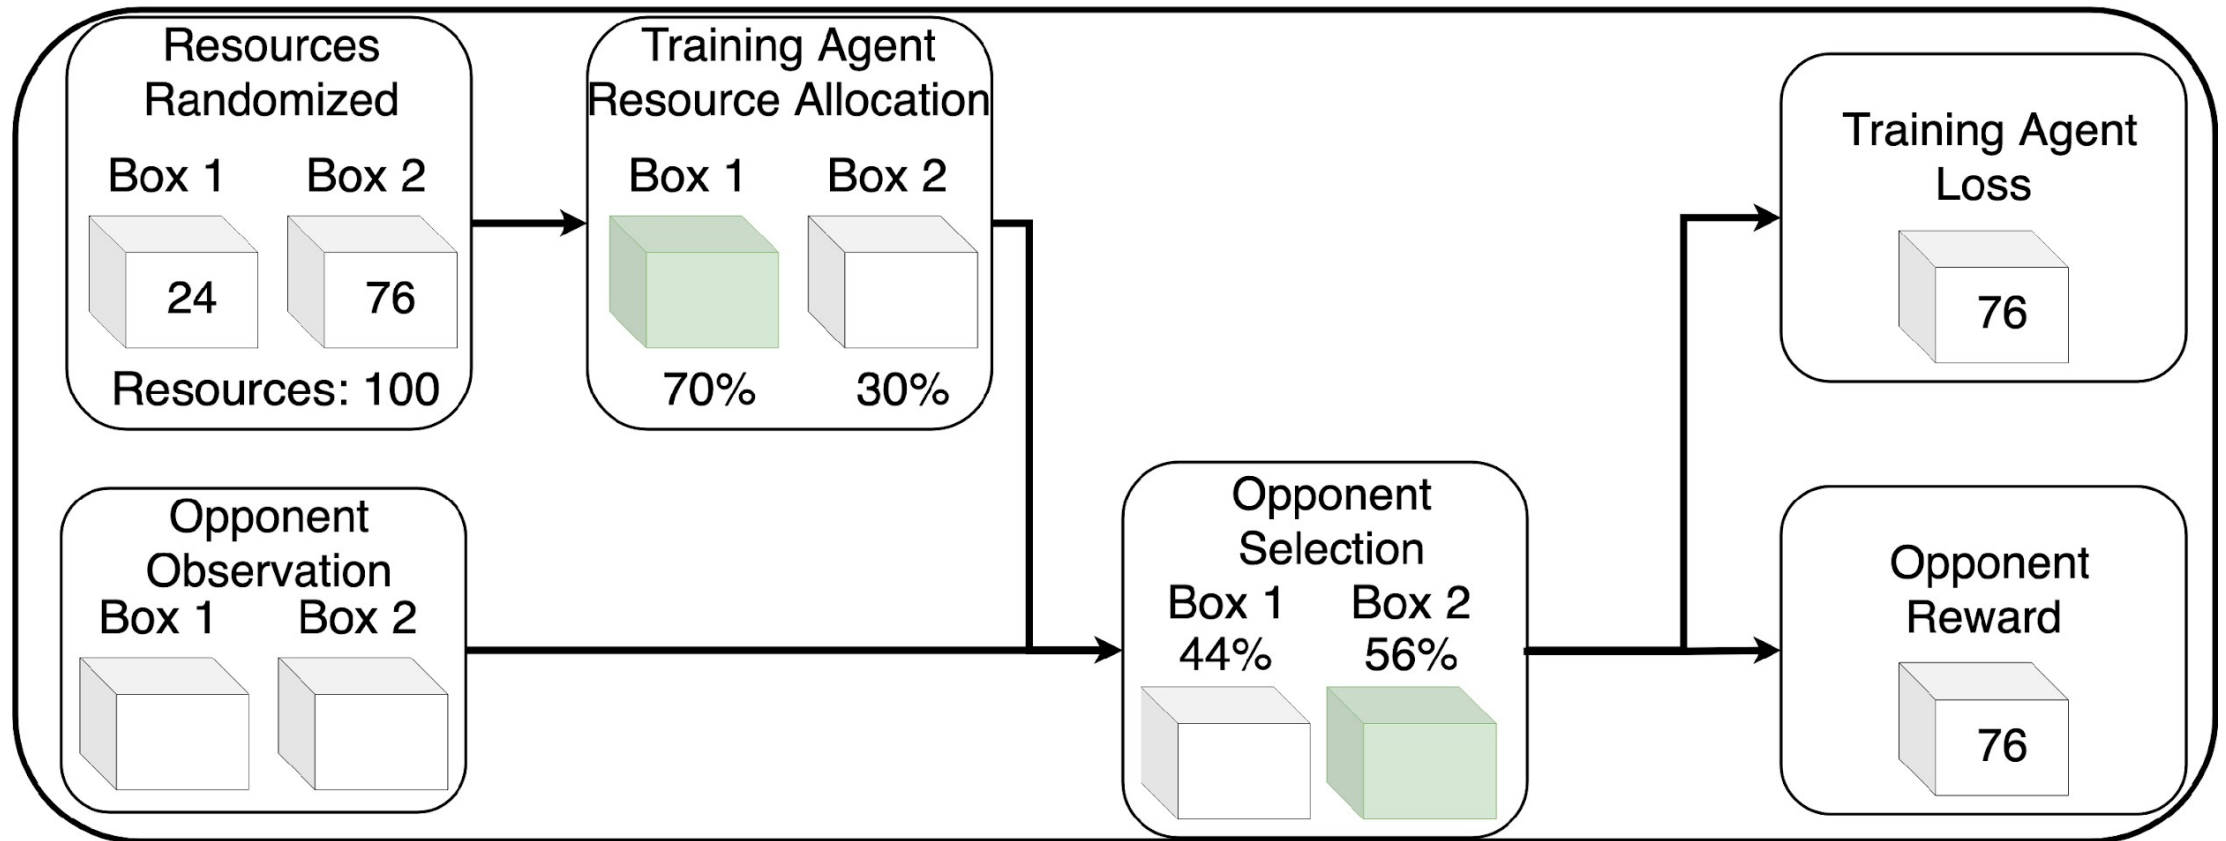 Resources
Randomized
Box 1 Box 2
24 76
Resources: 100
Training Agent
Resource Allocation
Box 1 Box 2
70% 30%
Opponent
Observation
Box 1 Box 2
Opponent
Selection
Box 1 Box 2
44% 56%
Training Agent
Loss
76
Opponent
Reward
76